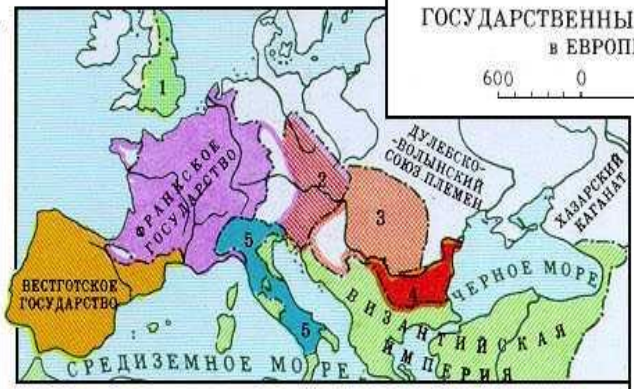 ГОСУДАРСТВЕННЫ
в ЕВРОП
600 0
1
ДУЛЕБСКО-
-ВОЛЫНСКИЙ
СОЮЗ ПЛЕМЕН
ХАЗАРСКИЙ
КАГАНАТ
ФРАНКСКОЕ
ГОСУДАРСТВО
2
3
5
4
ВЕСТГОТСКОЕ
ГОСУДАРСТВО
ЧЕРНОЕ МОРЕ
5
ВИЗАНТИЙСКАЯ
ИМПЕРИЯ
СРЕДИЗЕМНОЕ МОРЕ